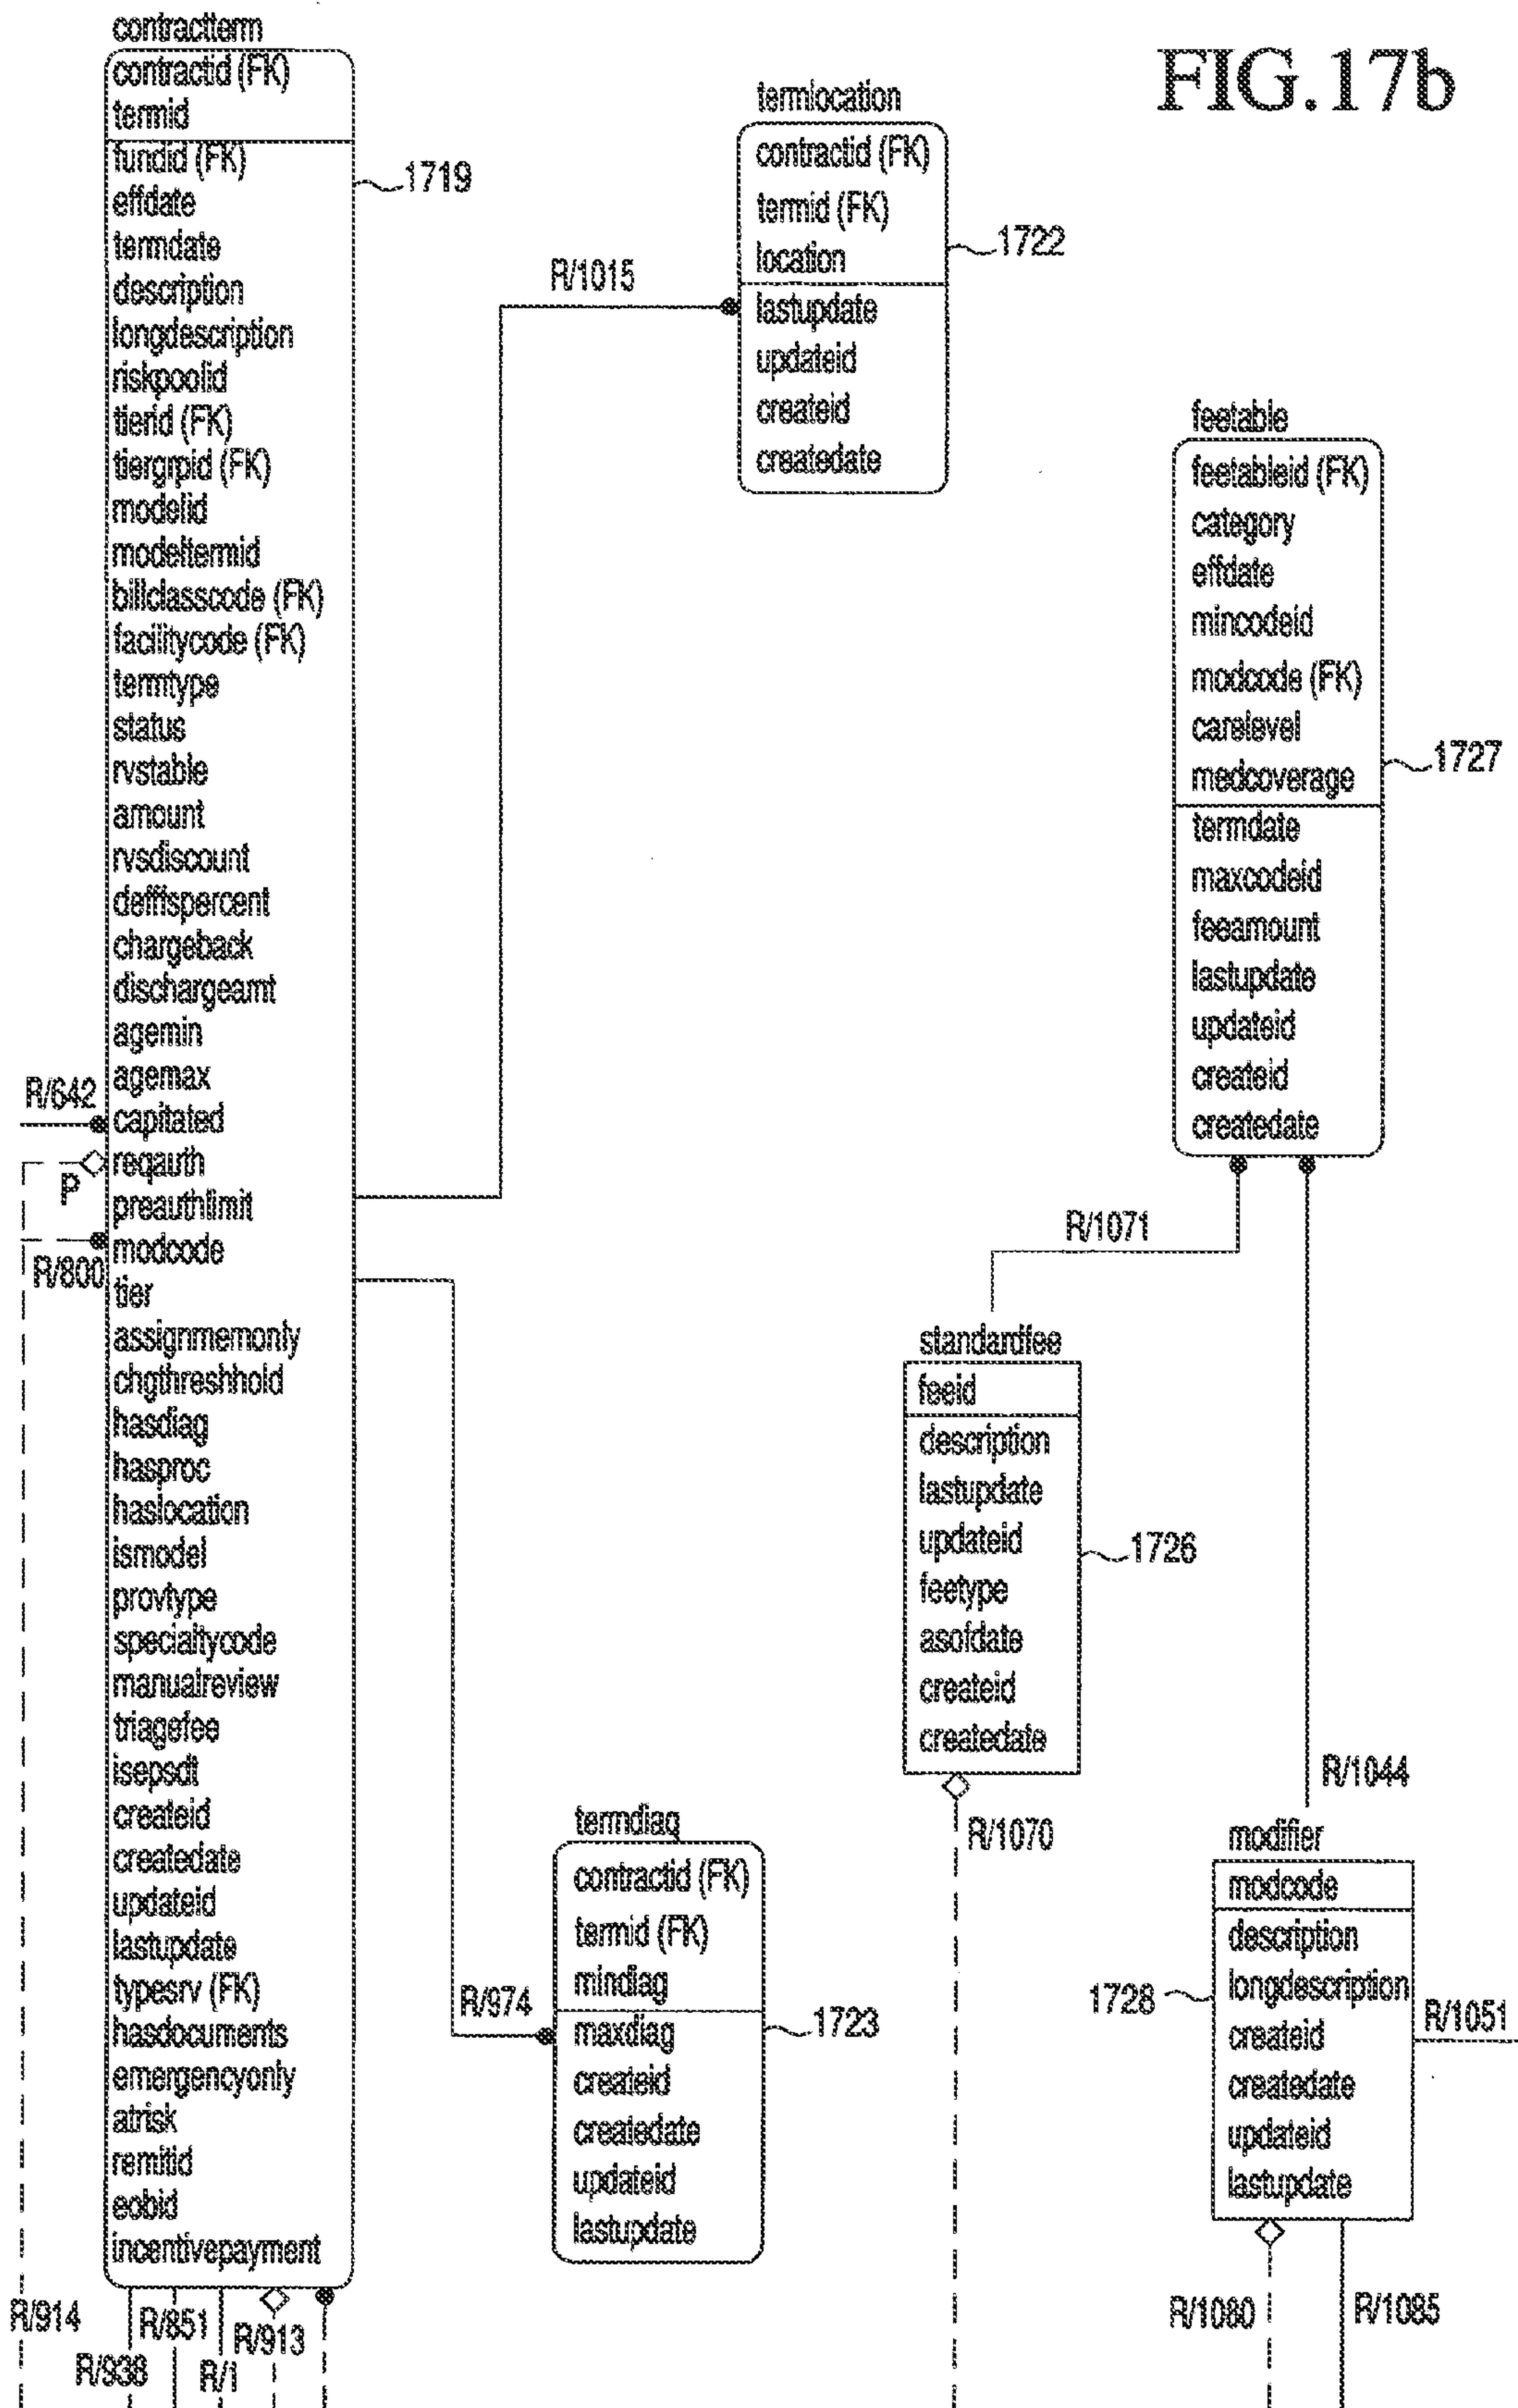 FIG.17b
contractterm
contractid (FK)
termid
fundid (FK)
effdate
termdate
description
longdescription
riskpoolid
tierid (FK)
tiergrpid (FK)
modelid
modeltermid
billclasscode (FK)
facilitycode (FK)
termtype
status
rvstable
amount
rvsdiscount
defffspercent
chargeback
dischargeamt
agemin
agemax
capitated
reqauth
preauthlimit
modcode
tier
assignmemonly
chgthreshhold
hasdiag
hasproc
haslocation
ismodel
provtype
specialtycode
manualreview
triagefee
isepsdt
createid
createdate
updateid
lastupdate
typesrv (FK)
hasdocuments
emergencyonly
atrisk
remitid
eobid
incentivepayment
1719
R/642
P
R/800
R/914
R/938
R/851
R/1
R/913
R/1015
termlocation
contractid (FK)
termid (FK)
location
lastupdate
updateid
createid
createdate
1722
R/974
termdiag
contractid (FK)
termid (FK)
mindiag
maxdiag
createid
createdate
updateid
lastupdate
1723
feetable
feetableid (FK)
category
effdate
mincodeid
modcode (FK)
carelevel
medcoverage
termdate
maxcodeid
feeamount
lastupdate
updateid
createid
createdate
1727
R/1071
standardfee
feeid
description
lastupdate
updateid
feetype
asofdate
createid
createdate
1726
R/1070
R/1044
modifier
modcode
description
longdescription
createid
createdate
updateid
lastupdate
1728
R/1051
R/1080
R/1085